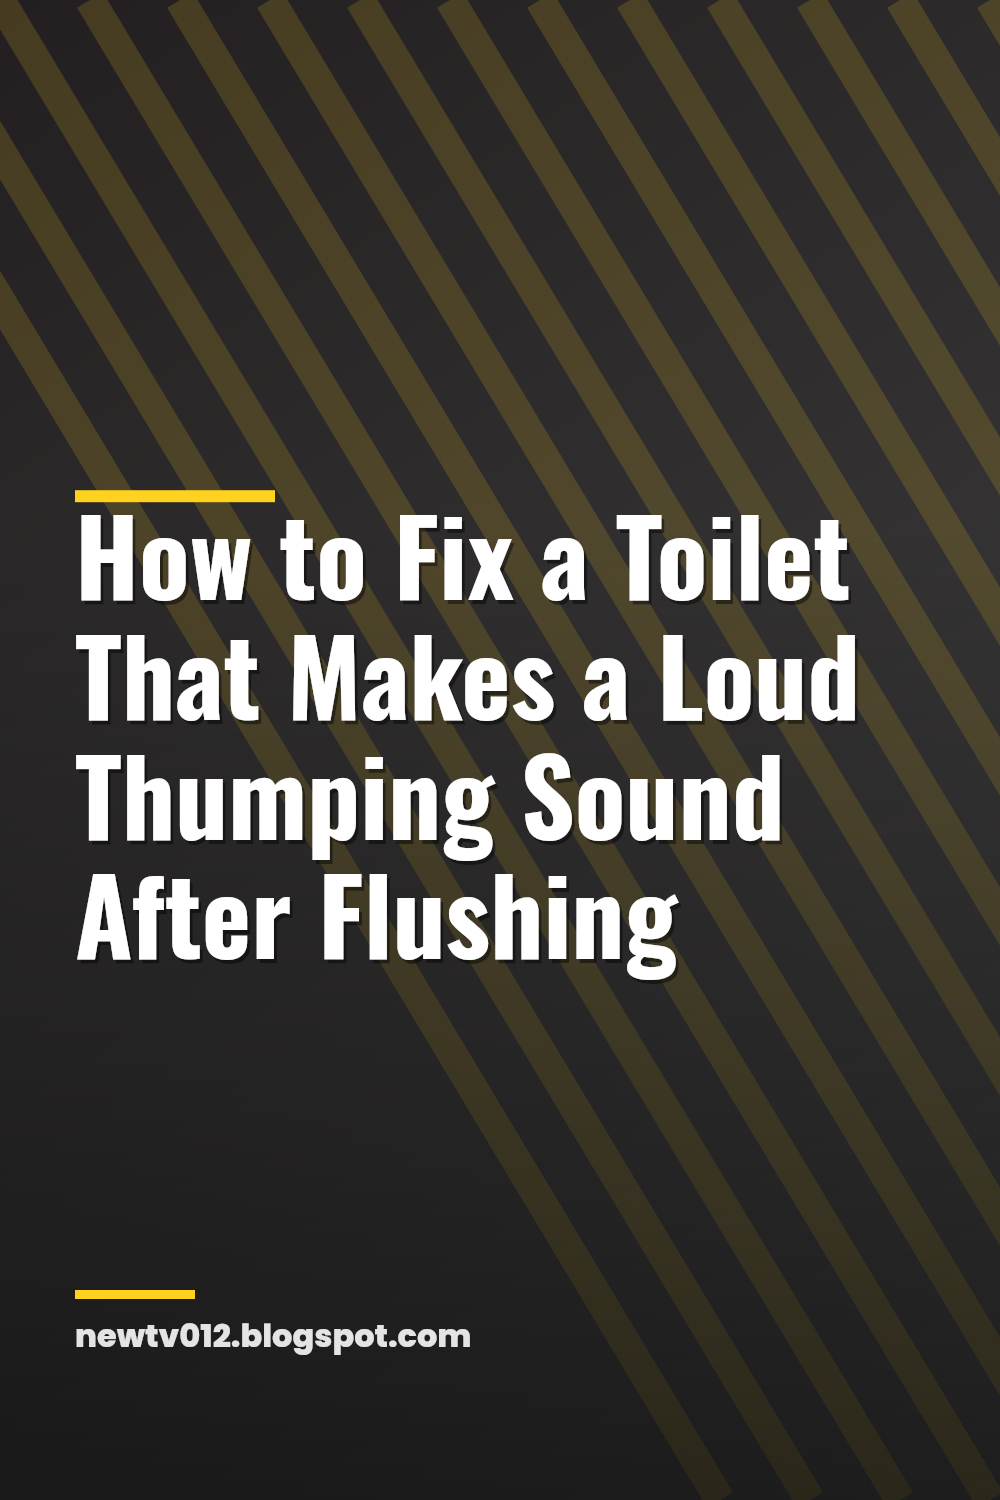 How to Fix a Toilet
That Makes a Loud
Thumping Sound
After Flushing
newtv012.blogspot.com